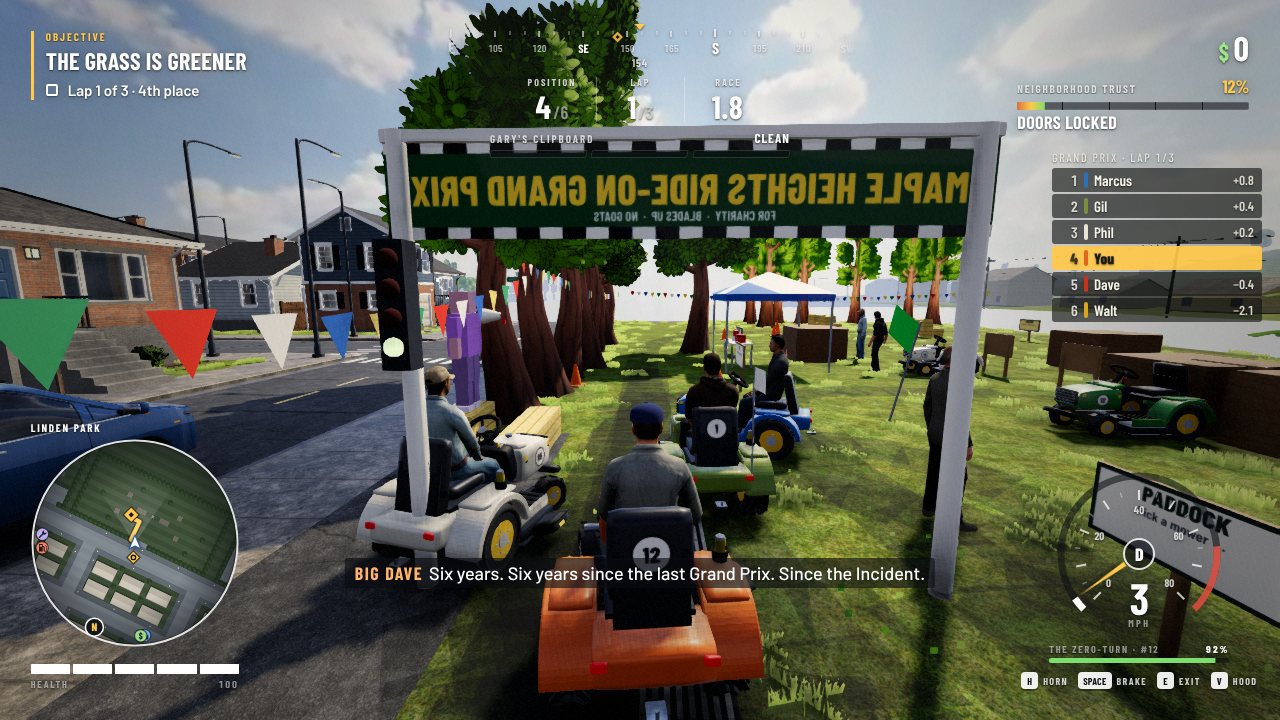 OBJECTIVE
THE GRASS IS GREENER
Lap 1 of 3 · 4th place
105 120 SE 150 165 S 195 210 SW
154
POSITION LAP RACE
4/6 1/3 1.8
GARY'S CLIPBOARD CLEAN
MAPLE HEIGHTS RIDE-ON GRAND PRIX
FOR CHARITY · BLADES UP · NO GOATS
$0
NEIGHBORHOOD TRUST 12%
DOORS LOCKED
GRAND PRIX · LAP 1/3
1 Marcus +0.8
2 Gil +0.4
3 Phil +0.2
4 You
5 Dave −0.4
6 Walt −2.1
LINDEN PARK
N
$
HEALTH 100
1
12
BIG DAVE Six years. Six years since the last Grand Prix. Since the Incident.
PADDOCK
mower
0 20 40 60 80
D
3
MPH
THE ZERO-TURN · #12 92%
H HORN SPACE BRAKE E EXIT V HOOD